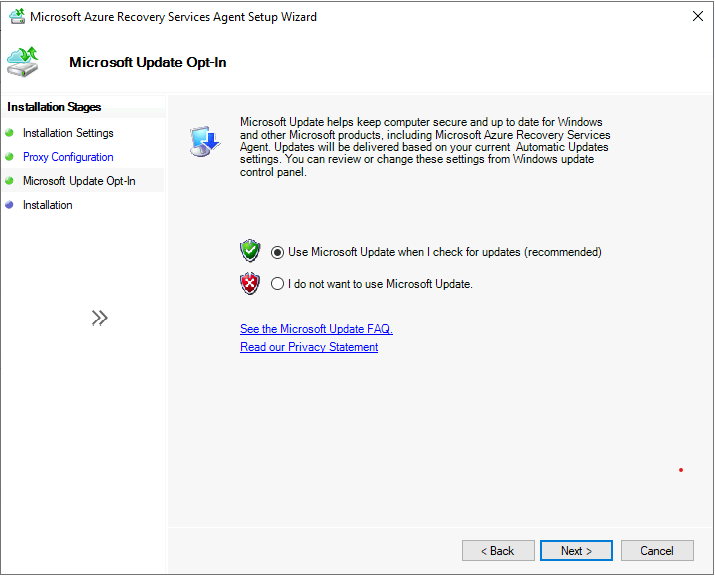 Microsoft Azure Recovery Services Agent Setup Wizard
Microsoft Update Opt-In
Installation Stages
Installation Settings
Proxy Configuration
Microsoft Update Opt-In
Installation
Microsoft Update helps keep computer secure and up to date for Windows
and other Microsoft products, including Microsoft Azure Recovery Services
Agent. Updates will be delivered based on your current  Automatic Updates
settings. You can review or change these settings from Windows update
control panel.
Use Microsoft Update when I check for updates (recommended)
I do not want to use Microsoft Update.
See the Microsoft Update FAQ.
Read our Privacy Statement
< Back
Next >
Cancel